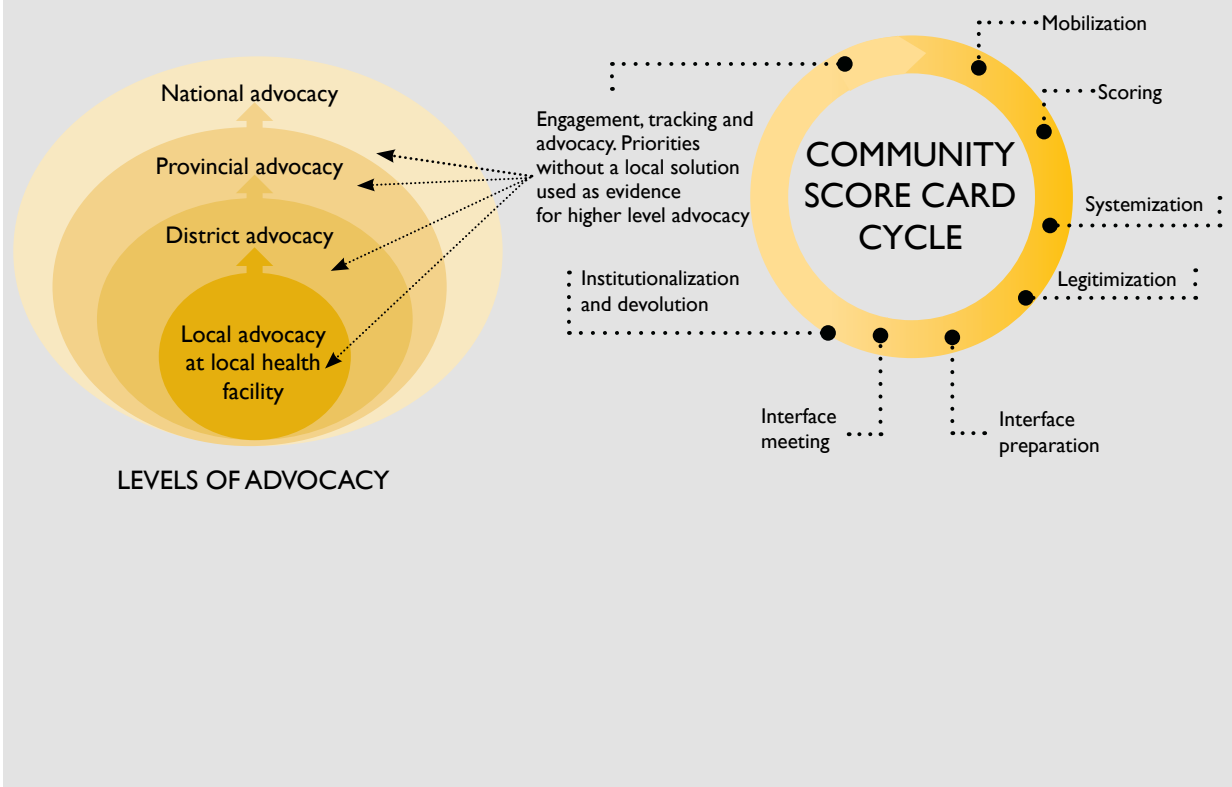 National advocacy
Provincial advocacy
District advocacy
Local advocacy
at local health
facility
LEVELS OF ADVOCACY
Engagement, tracking and
advocacy. Priorities
without a local solution
used as evidence
for higher level advocacy
COMMUNITY
SCORE CARD
CYCLE
Mobilization
Scoring
Systemization
Legitimization
Interface
preparation
Interface
meeting
Institutionalization
and devolution